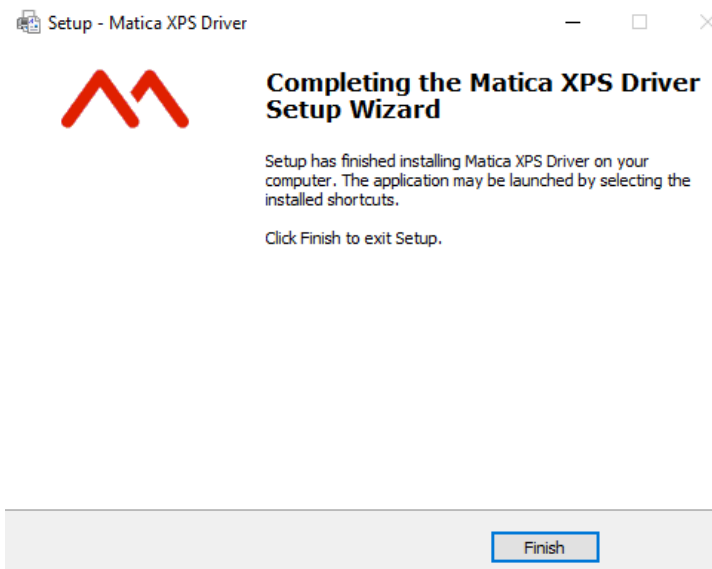 Setup - Matica XPS Driver
Completing the Matica XPS Driver
Setup Wizard
Setup has finished installing Matica XPS Driver on your
computer. The application may be launched by selecting the
installed shortcuts.
Click Finish to exit Setup.
Finish